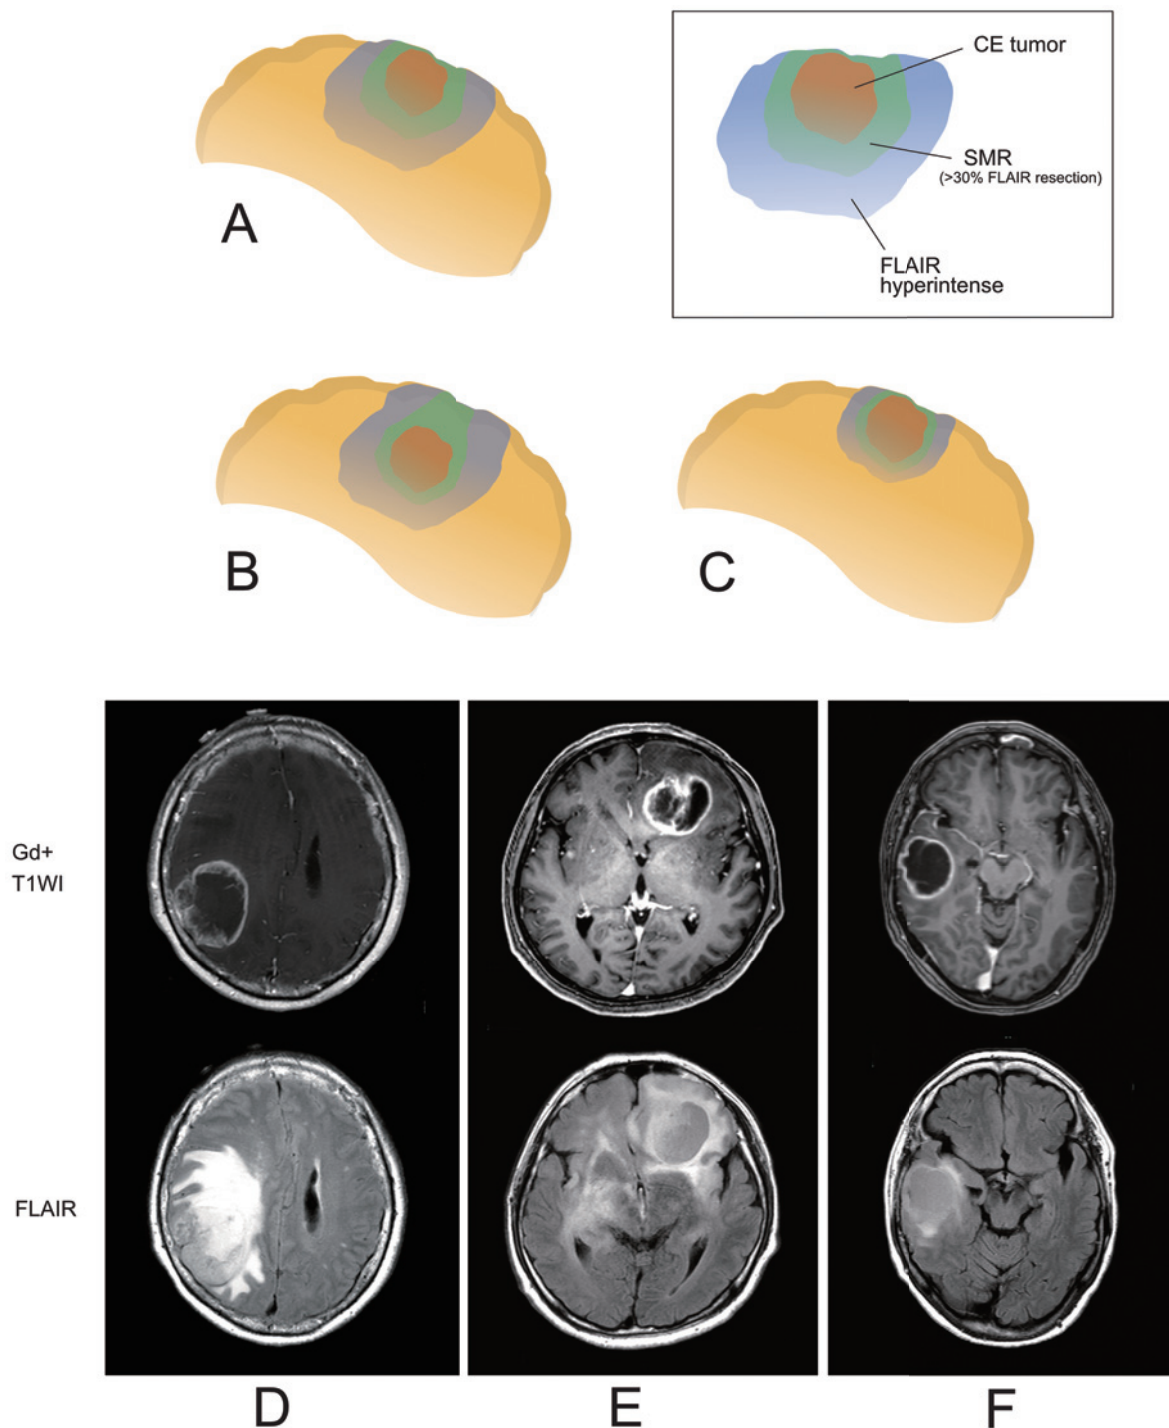 CE tumor
SMR
(>30% FLAIR resection)
FLAIR
hyperintense
A
B
C
Gd+
T1WI
FLAIR
D
E
F